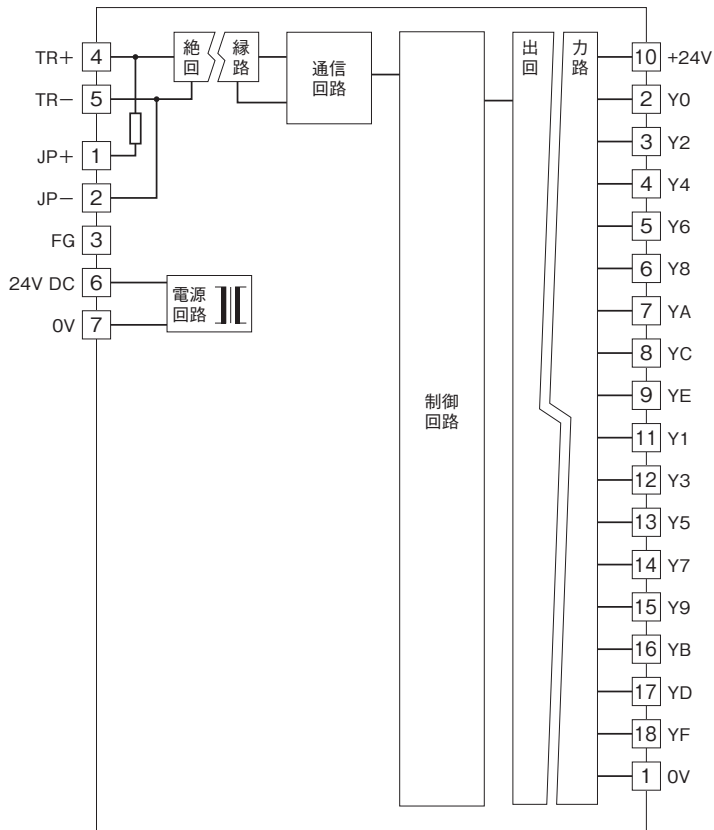 TR+ 4
TR− 5
JP+ 1
JP− 2
FG 3
24V DC 6
0V 7
絶 縁
回 路
通信
回路
電源
回路
制御
回路
出 力
回 路
10 +24V
2 Y0
3 Y2
4 Y4
5 Y6
6 Y8
7 YA
8 YC
9 YE
11 Y1
12 Y3
13 Y5
14 Y7
15 Y9
16 YB
17 YD
18 YF
1 0V